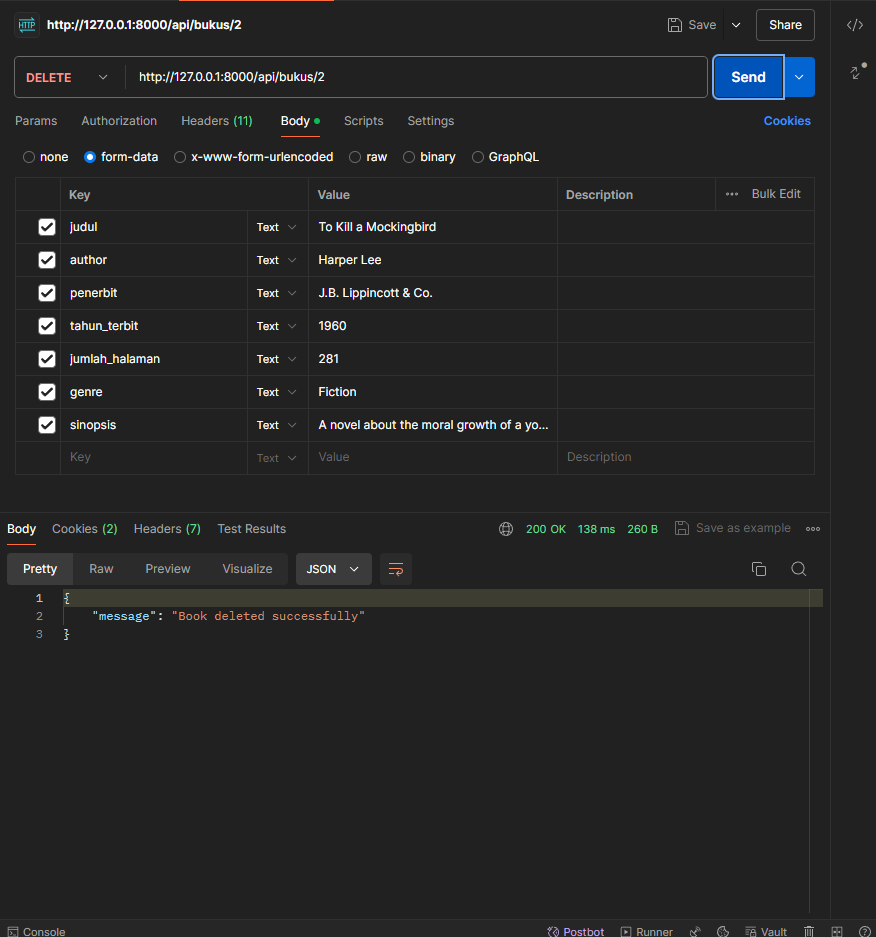 HTTP http://127.0.0.1:8000/api/bukus/2 Save Share
DELETE http://127.0.0.1:8000/api/bukus/2 Send
Params Authorization Headers (11) Body Scripts Settings Cookies
none form-data x-www-form-urlencoded raw binary GraphQL
Key Value Description Bulk Edit
judul Text To Kill a Mockingbird
author Text Harper Lee
penerbit Text J.B. Lippincott & Co.
tahun_terbit Text 1960
jumlah_halaman Text 281
genre Text Fiction
sinopsis Text A novel about the moral growth of a yo...
Key Text Value Description
Body Cookies (2) Headers (7) Test Results 200 OK 138 ms 260 B Save as example
Pretty Raw Preview Visualize JSON
1 {
2 "message": "Book deleted successfully"
3 }
Console Postbot Runner Vault